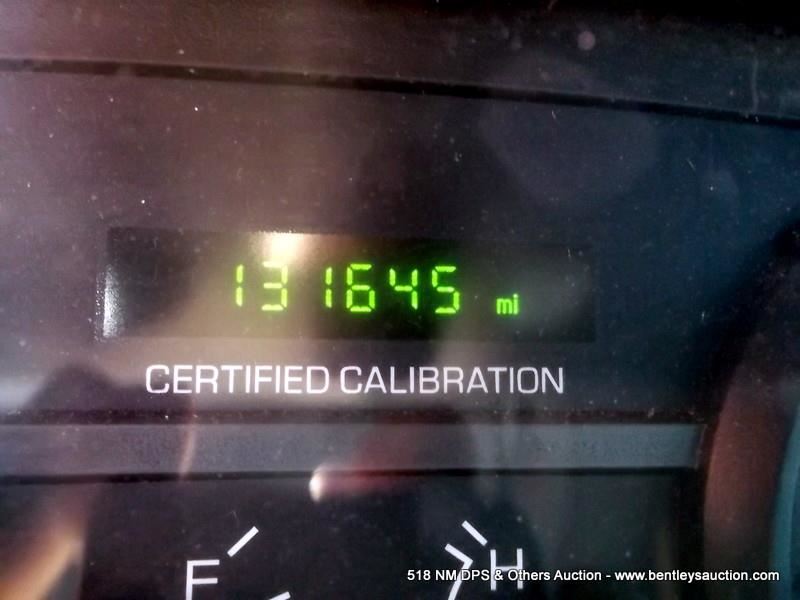 131645 mi
CERTIFIED CALIBRATION
F H
518 NM DPS & Others Auction - www.bentleysauction.com